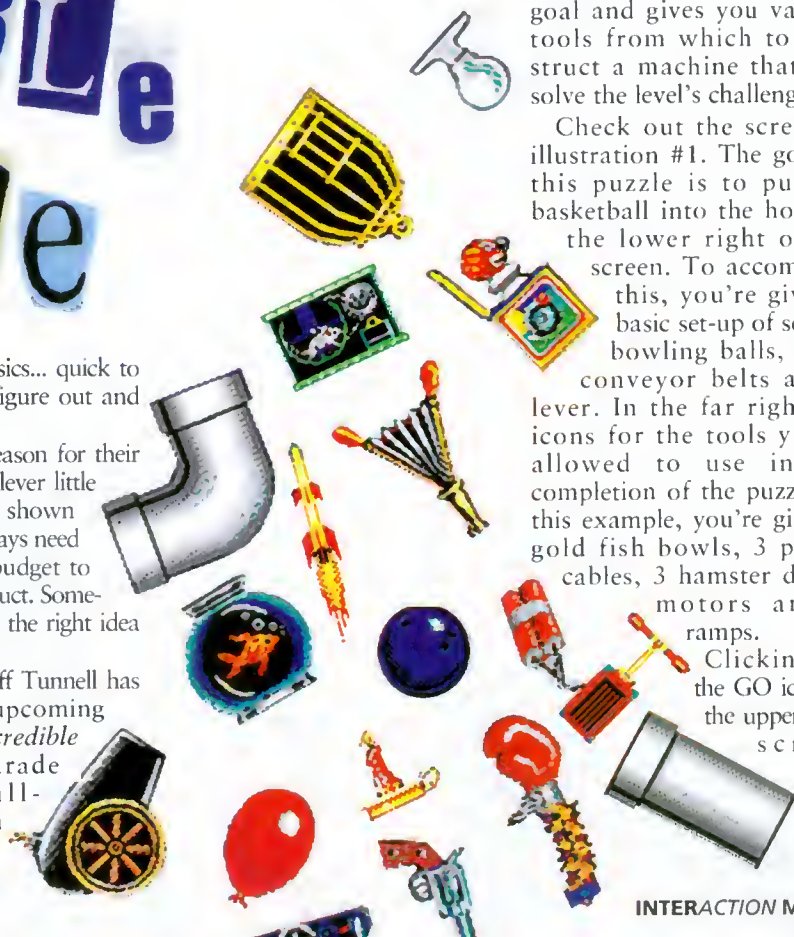 BLe
e
sics... quick to
igure out and
eason for their
lever little
shown
ays need
udget to
uct. Some-
the right idea
ff Tunnell has
upcoming
credible
rade
ll-
goal and gives you va
tools from which to
struct a machine that
solve the level's challeng
Check out the scre
illustration #1. The go
this puzzle is to pu
basketball into the ho
the lower right o
screen. To accom
this, you're giv
basic set-up of se
bowling balls,
conveyor belts a
lever. In the far righ
icons for the tools y
allowed to use in
completion of the puzz
this example, you're gi
gold fish bowls, 3 p
cables, 3 hamster d
motors an
ramps.
Clickin
the GO ic
the upper
scr
INTERACTION M